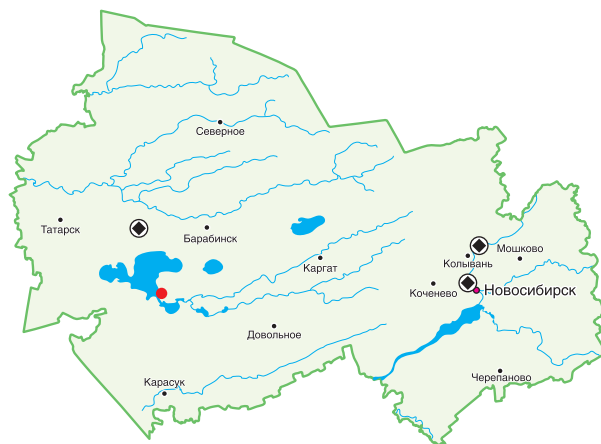 Северное
Татарск
Барабинск
Мошково
Колывань
Каргат
Коченево
Новосибирск
Довольное
Черепаново
Карасук